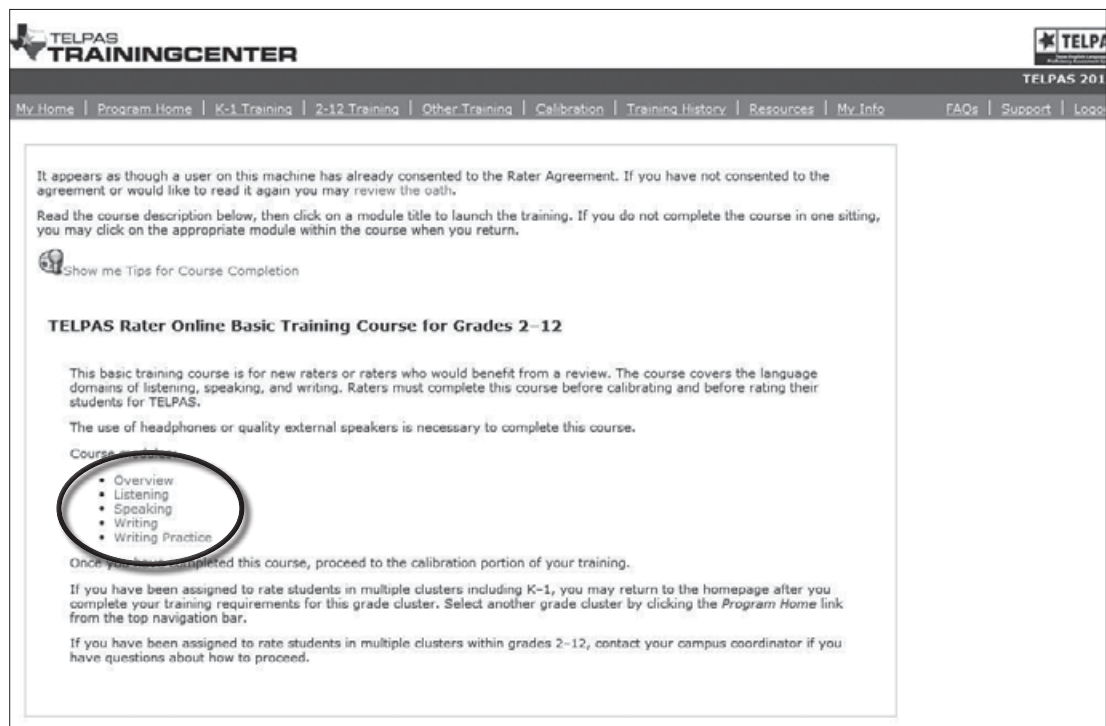 TELPAS
TRAININGCENTER
TELPA
TELPAS 201
My Home | Program Home | K-1 Training | 2-12 Training | Other Training | Calibration | Training History | Resources | My Info FAQs | Support | Logo
It appears as though a user on this machine has already consented to the Rater Agreement. If you have not consented to the
agreement or would like to read it again you may review the oath.
Read the course description below, then click on a module title to launch the training. If you do not complete the course in one sitting,
you may click on the appropriate module within the course when you return.
Show me Tips for Course Completion
TELPAS Rater Online Basic Training Course for Grades 2–12
This basic training course is for new raters or raters who would benefit from a review. The course covers the language
domains of listening, speaking, and writing. Raters must complete this course before calibrating and before rating their
students for TELPAS.
The use of headphones or quality external speakers is necessary to complete this course.
Course modules:
• Overview
• Listening
• Speaking
• Writing
• Writing Practice
Once you have completed this course, proceed to the calibration portion of your training.
If you have been assigned to rate students in multiple clusters including K–1, you may return to the homepage after you
complete your training requirements for this grade cluster. Select another grade cluster by clicking the Program Home link
from the top navigation bar.
If you have been assigned to rate students in multiple clusters within grades 2–12, contact your campus coordinator if you
have questions about how to proceed.